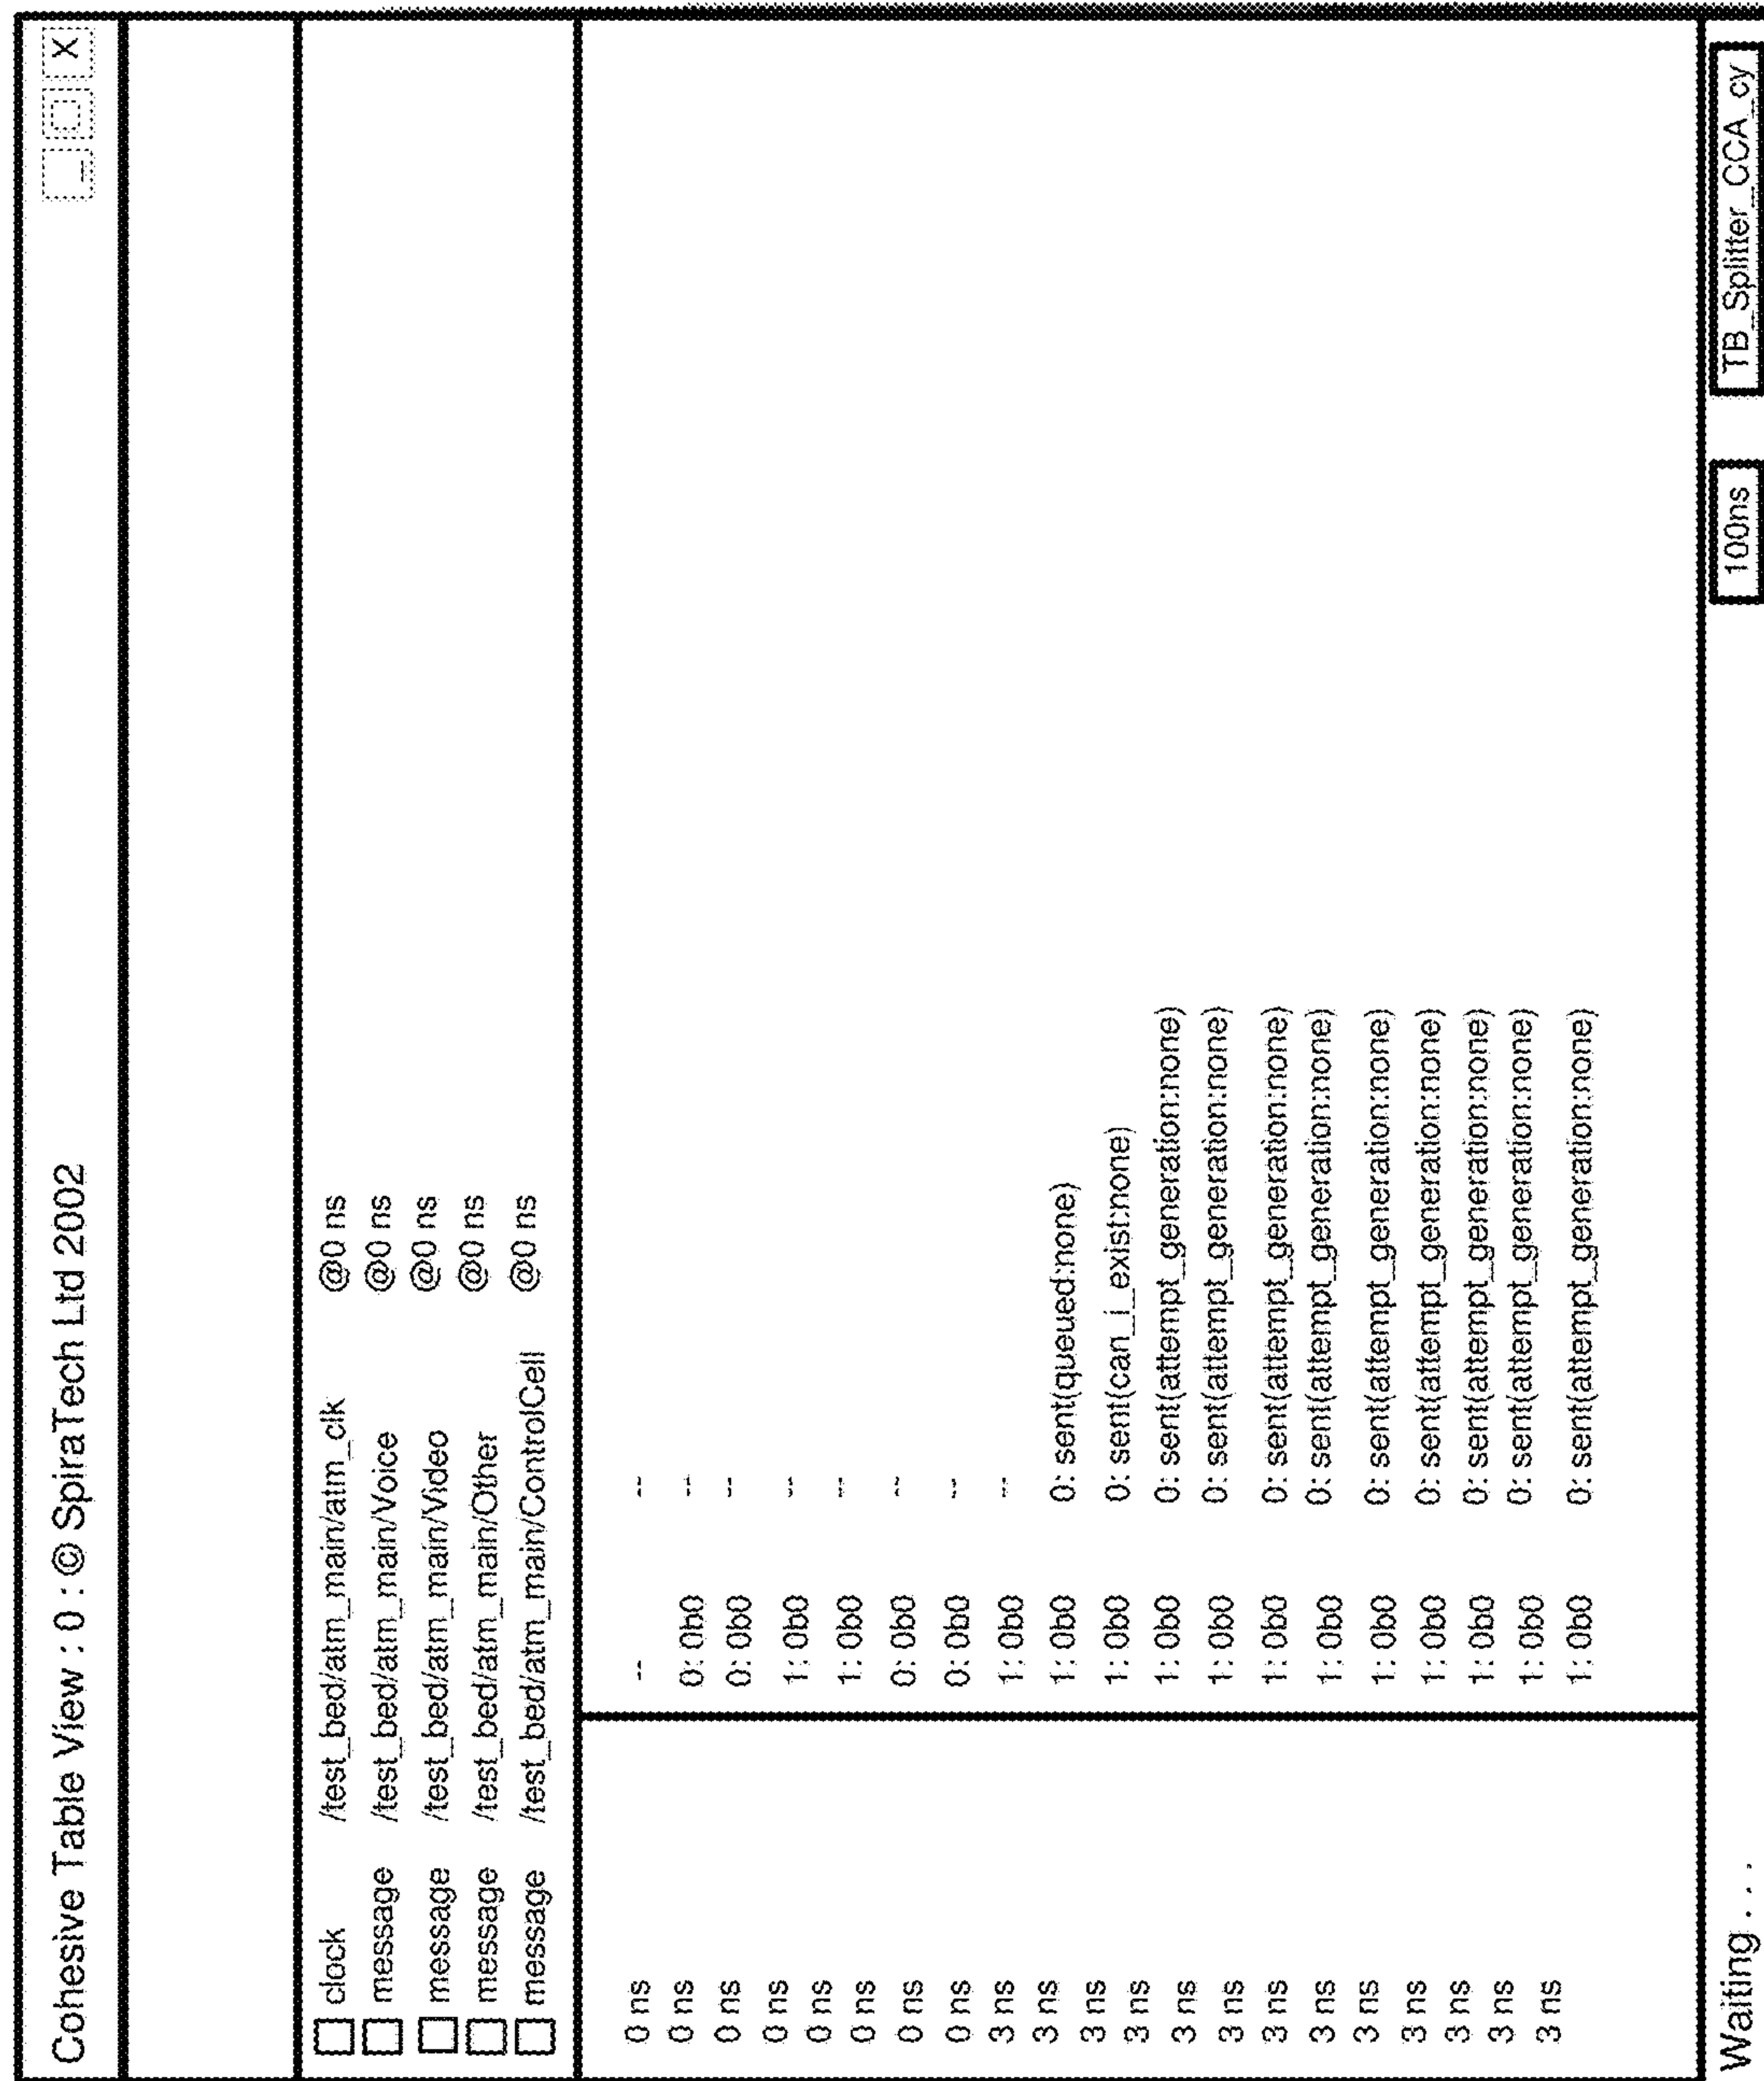 Cohesive Table View : 0 : © SpiraTech Ltd 2002 _ X
clock /test_bed/atm_main/atm_clk @0 ns
message /test_bed/atm_main/Voice @0 ns
message /test_bed/atm_main/Video @0 ns
message /test_bed/atm_main/Other @0 ns
message /test_bed/atm_main/ControlCell @0 ns
0 ns
0 ns
0 ns
0 ns
0 ns
0 ns
0 ns
0 ns
3 ns
3 ns
3 ns
3 ns
3 ns
3 ns
3 ns
3 ns
3 ns
3 ns
3 ns
3 ns
3 ns
-- --
0: 0b0 --
0: 0b0 --
1: 0b0 --
1: 0b0 --
0: 0b0 --
0: 0b0 --
1: 0b0 --
1: 0b0 0: sent(queued:none)
1: 0b0 0: sent(can_i_exist:none)
1: 0b0 0: sent(attempt_generation:none)
1: 0b0 0: sent(attempt_generation:none)
1: 0b0 0: sent(attempt_generation:none)
1: 0b0 0: sent(attempt_generation:none)
1: 0b0 0: sent(attempt_generation:none)
1: 0b0 0: sent(attempt_generation:none)
1: 0b0 0: sent(attempt_generation:none)
1: 0b0 0: sent(attempt_generation:none)
1: 0b0 0: sent(attempt_generation:none)
Waiting . . . 100ns TB_Splitter_CCA_cy